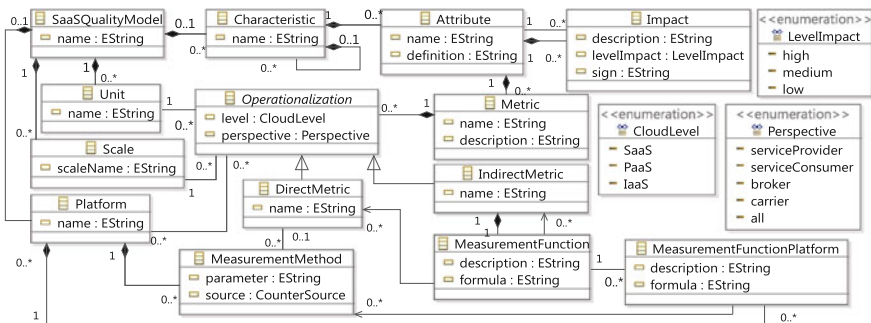 SaaSQualityModel
name : EString
0..1
Characteristic
name : EString
0..1
0..*
1
0..*
Attribute
name : EString
definition : EString
1
1
0..*
0..*
Impact
description : EString
levelImpact : LevelImpact
sign : EString
<<enumeration>>
LevelImpact
high
medium
low
1
1
0..*
0..*
Unit
name : EString
1
0..*
Operationalization
level : CloudLevel
perspective : Perspective
0..*
1
1
0..*
Metric
name : EString
description : EString
<<enumeration>>
CloudLevel
SaaS
PaaS
IaaS
<<enumeration>>
Perspective
serviceProvider
serviceConsumer
broker
carrier
all
0..*
Scale
scaleName : EString
1
0..*
0..*
IndirectMetric
name : EString
DirectMetric
name : EString
Platform
name : EString
0..*
0..*
0..*
1
0..*
0..1
1
1
0..*
MeasurementFunction
description : EString
formula : EString
1
0..*
MeasurementFunctionPlatform
description : EString
formula : EString
MeasurementMethod
parameter : EString
source : CounterSource
0..*
0..*
1
0..*